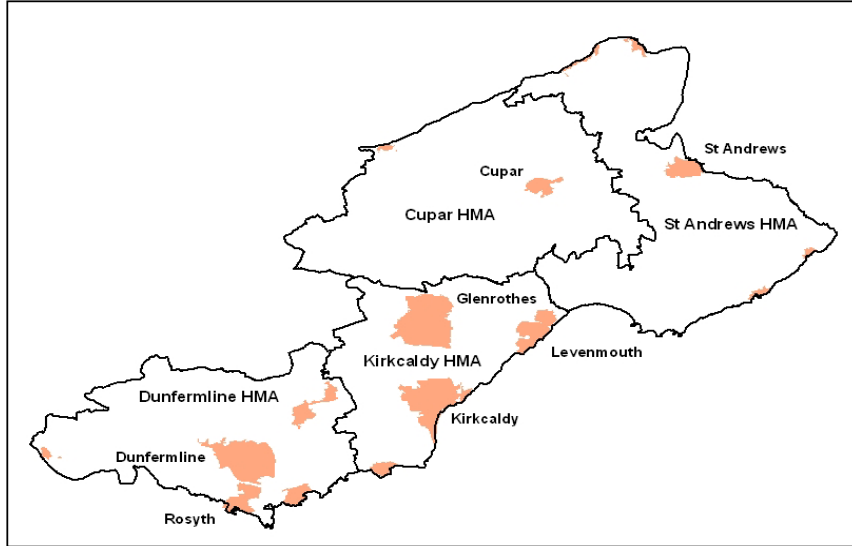 St Andrews
Cupar
Cupar HMA
St Andrews HMA
Glenrothes
Levenmouth
Kirkcaldy HMA
Dunfermline HMA
Kirkcaldy
Dunfermline
Rosyth